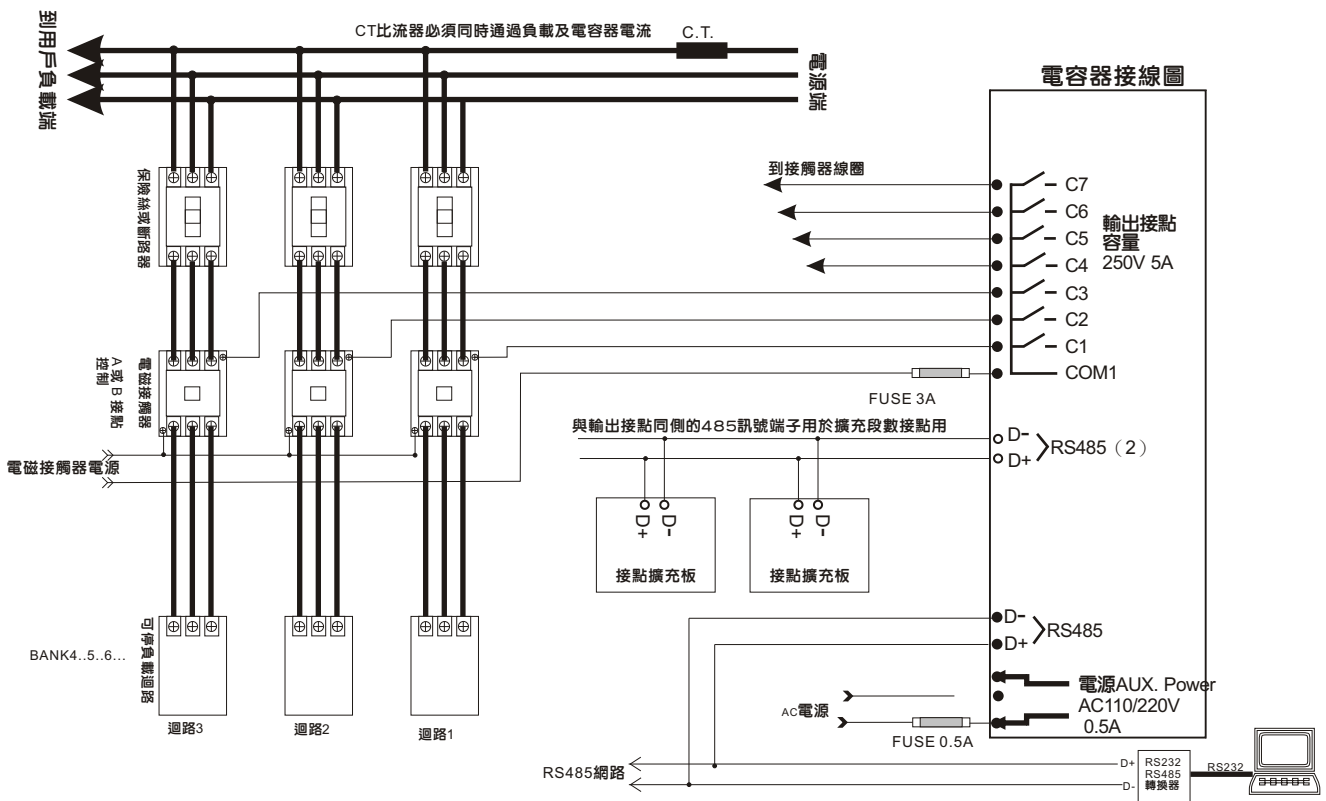 到用戶負載端
CT比流器必須同時通過負載及電容器電流
C.T.
電源端
電容器接線圖
保險絲或斷路器
到接觸器線圈
C7
C6
C5
C4
C3
C2
C1
COM1
輸出接點
容量
250V 5A
FUSE 3A
電磁接觸器
A或B接點
控制
電磁接觸器電源
與輸出接點同側的485訊號端子用於擴充段數接點用
D-
D+
RS485（2）
D+
D-
接點擴充板
D+
D-
接點擴充板
可停負載迴路
BANK4..5..6...
迴路3
迴路2
迴路1
D-
D+
RS485
電源AUX. Power
AC110/220V
0.5A
AC電源
FUSE 0.5A
RS485網路
D+
D-
RS232
RS485
轉換器
RS232